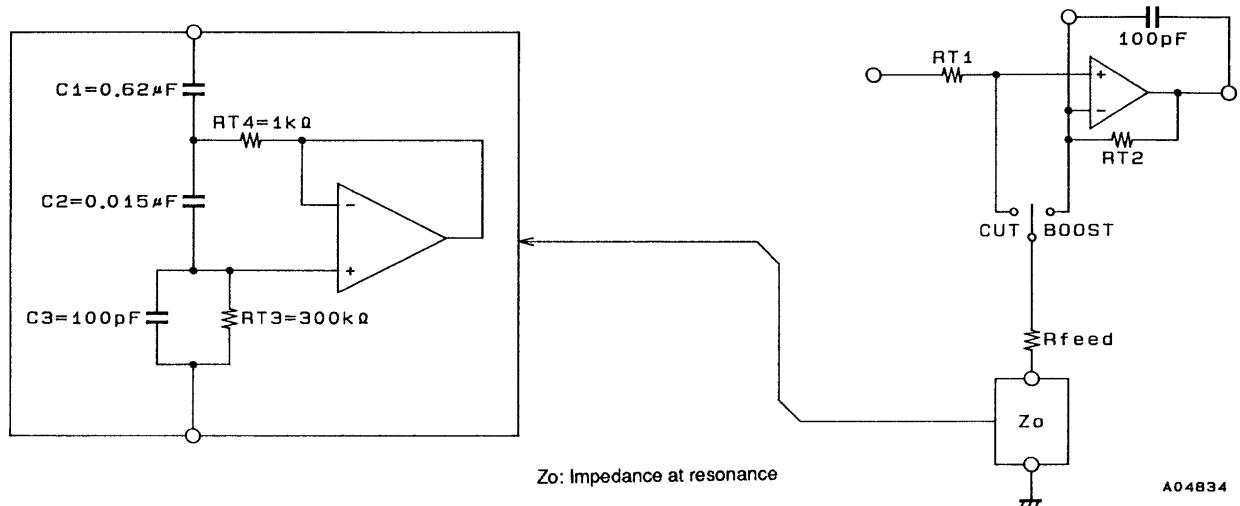 C1=0.62μF
RT4=1kΩ
C2=0.015μF
-
+
C3=100pF
RT3=300kΩ
100pF
RT1
+
-
RT2
CUT
BOOST
Rfeed
Zo
Zo: Impedance at resonance
A04834